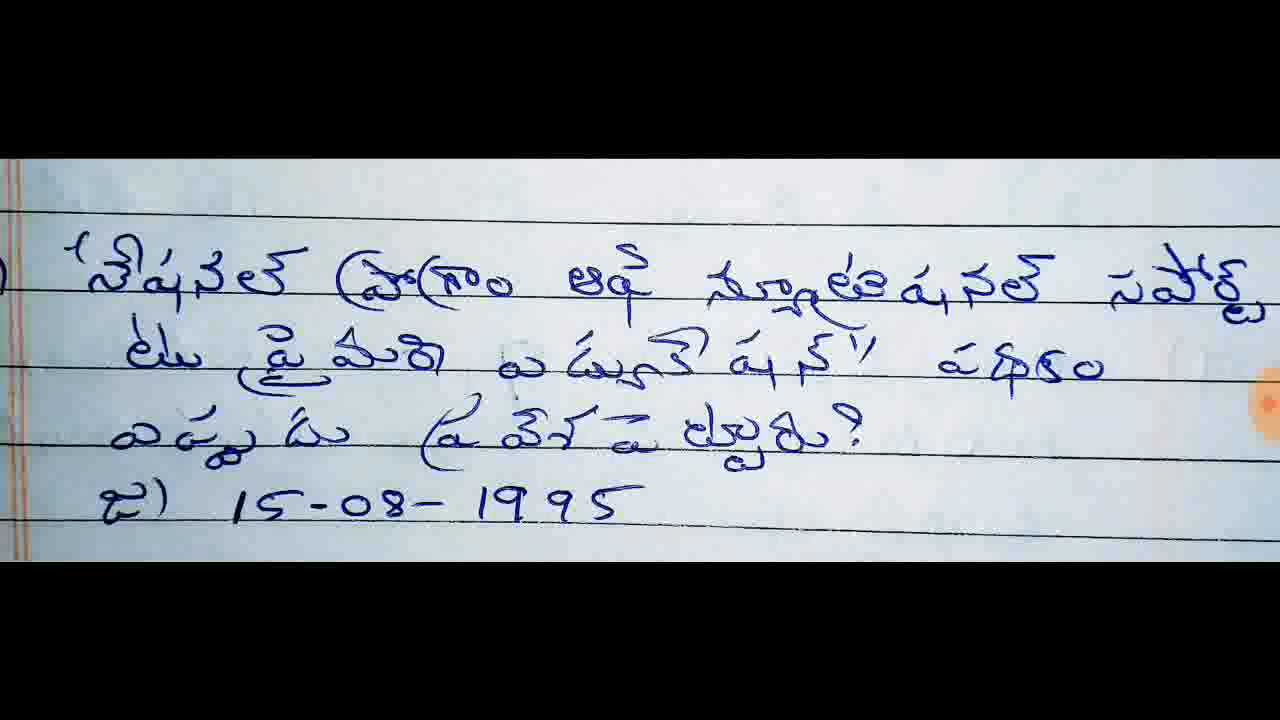 ) "నేషనల్ ప్రోగ్రాం ఆఫ్ న్యూట్రిషనల్ సపోర్ట్
టు ప్రైమరీ ఎడ్యుకేషన్" పథకం
ఎప్పుడు ప్రవేశపెట్టారు?
జ) 15-08-1995